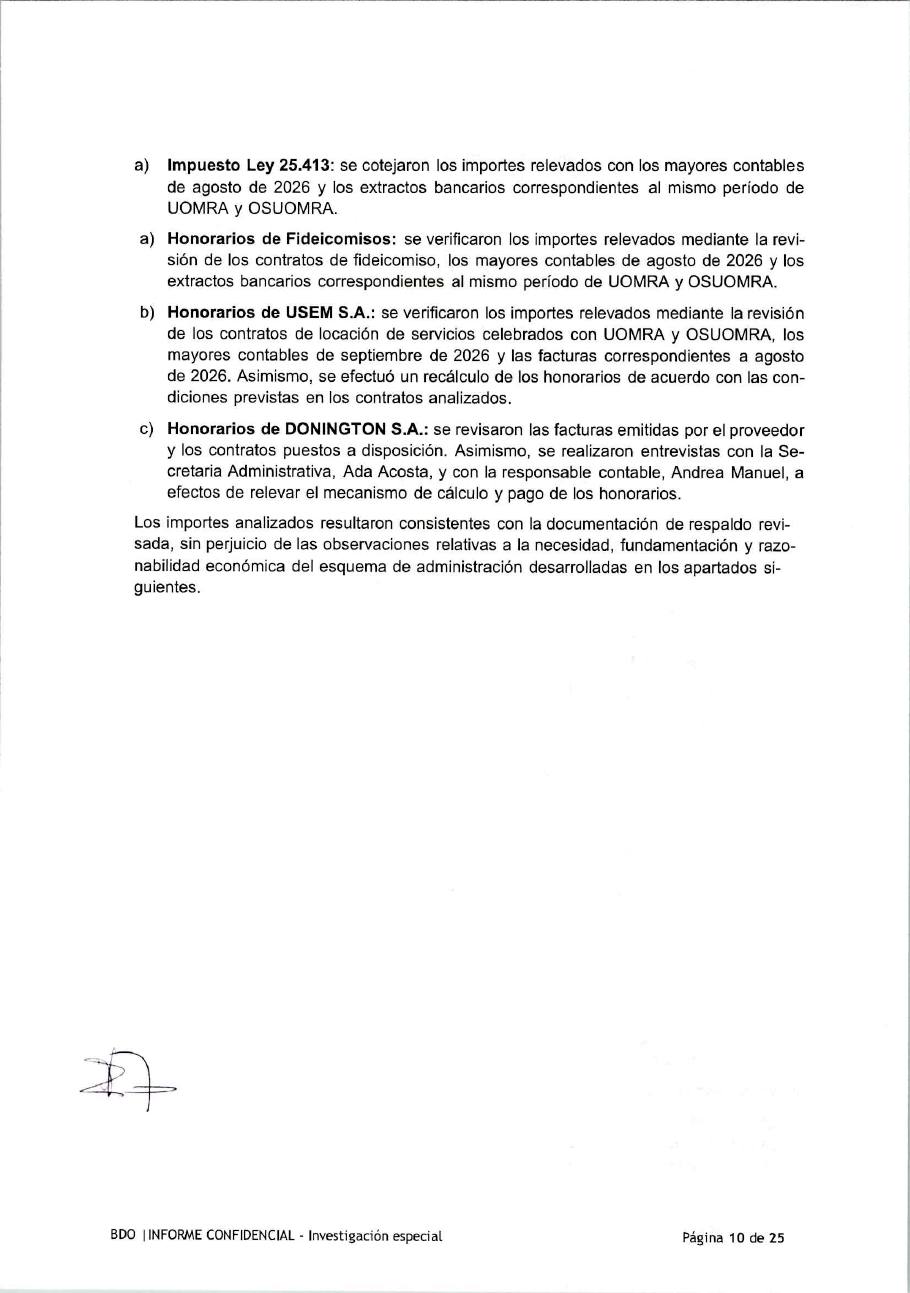 a) Impuesto Ley 25.413: se cotejaron los importes relevados con los mayores contables
de agosto de 2026 y los extractos bancarios correspondientes al mismo período de
UOMRA y OSUOMRA.
a) Honorarios de Fideicomisos: se verificaron los importes relevados mediante la revi-
sión de los contratos de fideicomiso, los mayores contables de agosto de 2026 y los
extractos bancarios correspondientes al mismo período de UOMRA y OSUOMRA.
b) Honorarios de USEM S.A.: se verificaron los importes relevados mediante la revisión
de los contratos de locación de servicios celebrados con UOMRA y OSUOMRA, los
mayores contables de septiembre de 2026 y las facturas correspondientes a agosto
de 2026. Asimismo, se efectuó un recálculo de los honorarios de acuerdo con las con-
diciones previstas en los contratos analizados.
c) Honorarios de DONINGTON S.A.: se revisaron las facturas emitidas por el proveedor
y los contratos puestos a disposición. Asimismo, se realizaron entrevistas con la Se-
cretaria Administrativa, Ada Acosta, y con la responsable contable, Andrea Manuel, a
efectos de relevar el mecanismo de cálculo y pago de los honorarios.
Los importes analizados resultaron consistentes con la documentación de respaldo revi-
sada, sin perjuicio de las observaciones relativas a la necesidad, fundamentación y razo-
nabilidad económica del esquema de administración desarrolladas en los apartados si-
guientes.
BDO | INFORME CONFIDENCIAL - Investigación especial
Página 10 de 25